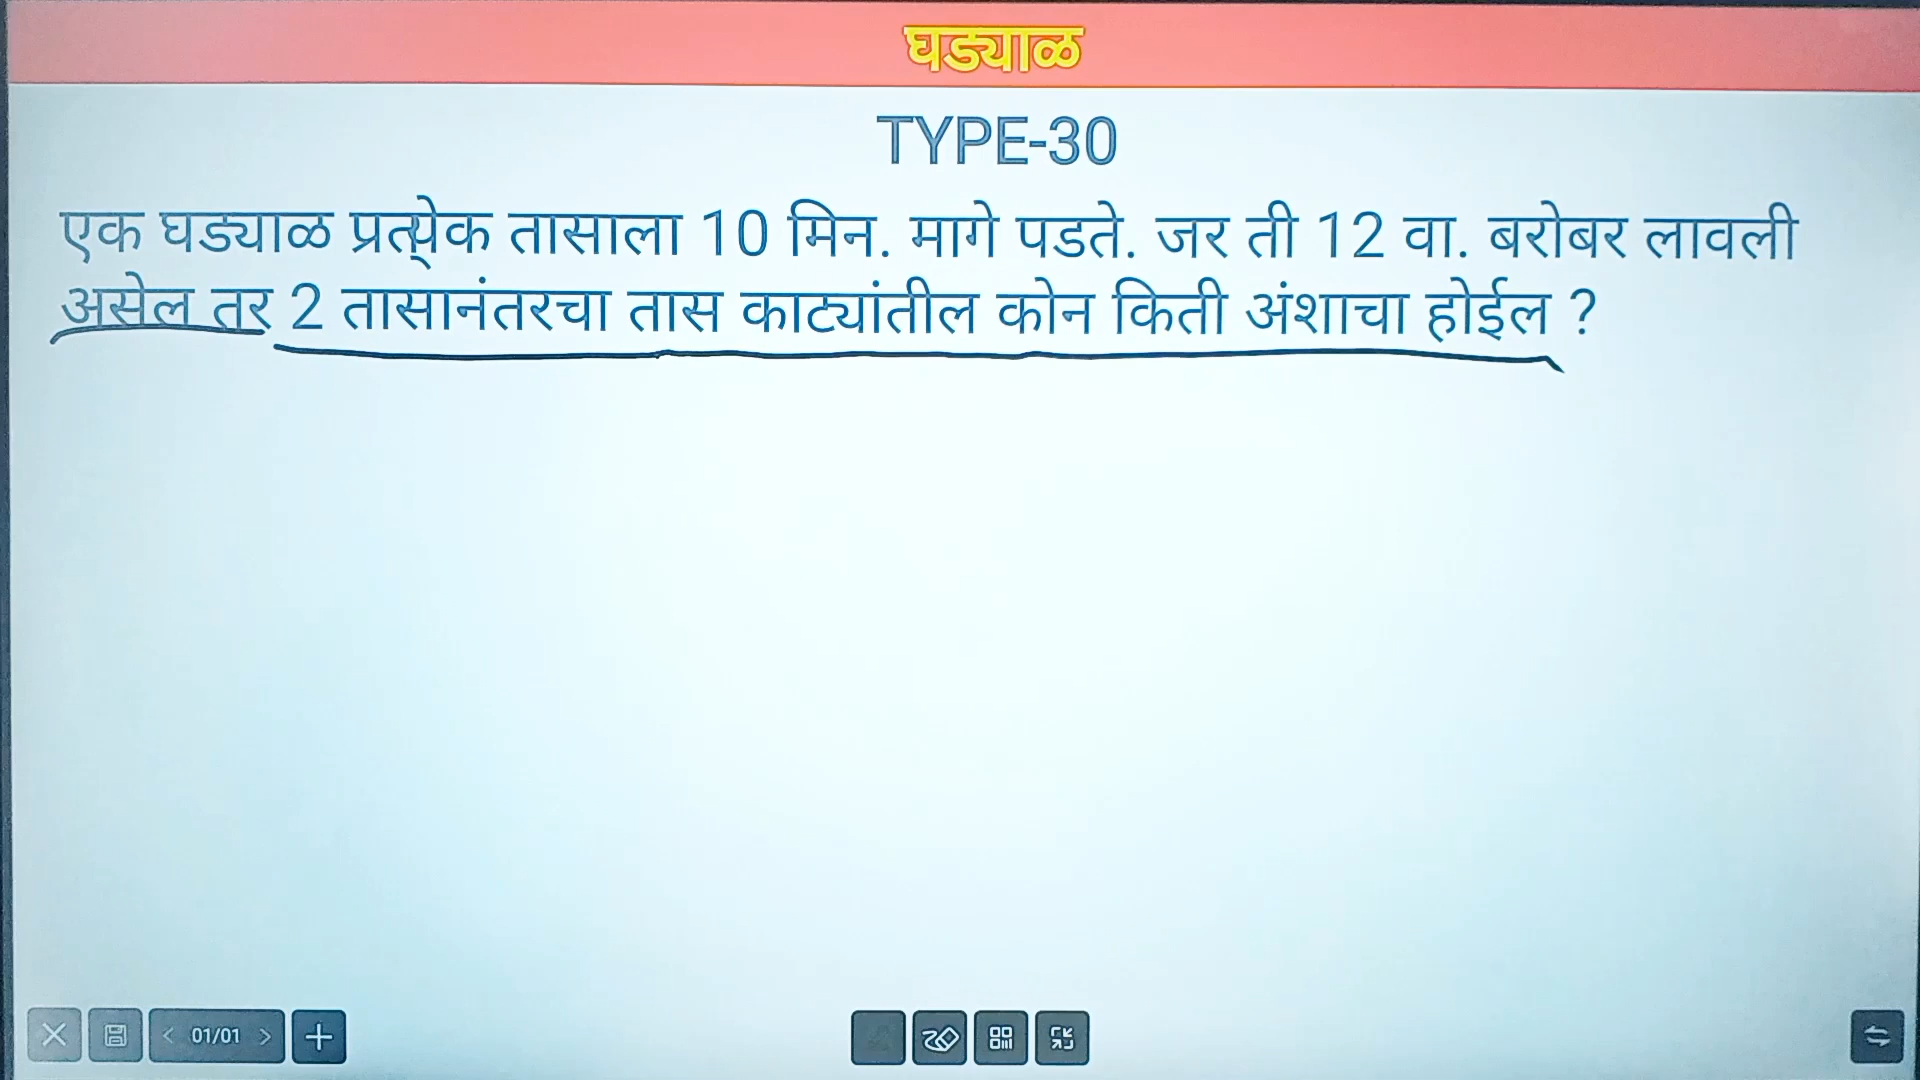 घड्याळ
TYPE-30
एक घड्याळ प्रत्येक तासाला 10 मिन. मागे पडते. जर ती 12 वा. बरोबर लावली
असेल तर 2 तासानंतरचा तास काट्यांतील कोन किती अंशाचा होईल ?
01/01